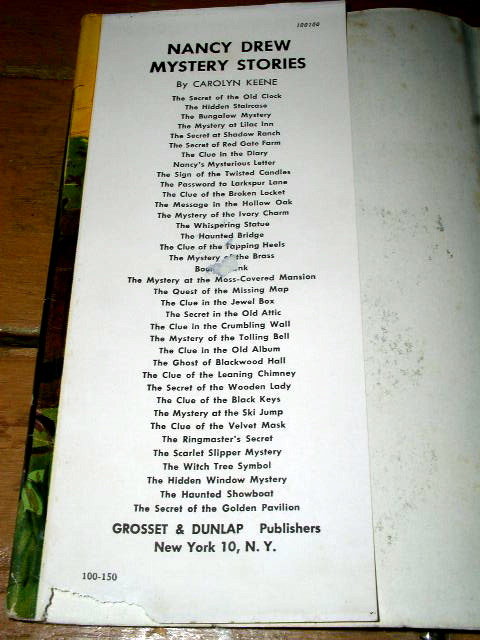 100100
NANCY DREW
MYSTERY STORIES
By CAROLYN KEENE
The Secret of the Old Clock
The Hidden Staircase
The Bungalow Mystery
The Mystery at Lilac Inn
The Secret at Shadow Ranch
The Secret of Red Gate Farm
The Clue in the Diary
Nancy's Mysterious Letter
The Sign of the Twisted Candles
The Password to Larkspur Lane
The Clue of the Broken Locket
The Message in the Hollow Oak
The Mystery of the Ivory Charm
The Whispering Statue
The Haunted Bridge
The Clue of the Tapping Heels
The Mystery of the Brass
The Mystery at the Moss-Covered Mansion
The Quest of the Missing Map
The Clue in the Jewel Box
The Secret in the Old Attic
The Clue in the Crumbling Wall
The Mystery of the Tolling Bell
The Clue in the Old Album
The Ghost of Blackwood Hall
The Clue of the Leaning Chimney
The Secret of the Wooden Lady
The Clue of the Black Keys
The Mystery at the Ski Jump
The Clue of the Velvet Mask
The Ringmaster's Secret
The Scarlet Slipper Mystery
The Witch Tree Symbol
The Hidden Window Mystery
The Haunted Showboat
The Secret of the Golden Pavilion
GROSSET & DUNLAP Publishers
New York 10, N. Y.
100-150